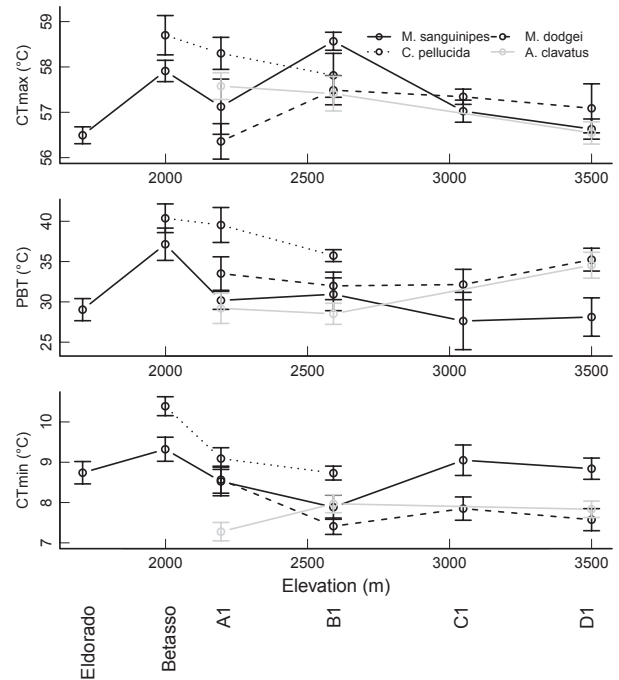 M. sanguinipes M. dodgei
C. pellucida A. clavatus
CTmax (°C)
59
58
57
56
2000 2500 3000 3500
PBT (°C)
40
35
30
25
2000 2500 3000 3500
CTmin (°C)
10
9
8
7
2000 2500 3000 3500
Elevation (m)
Eldorado Betasso A1 B1 C1 D1